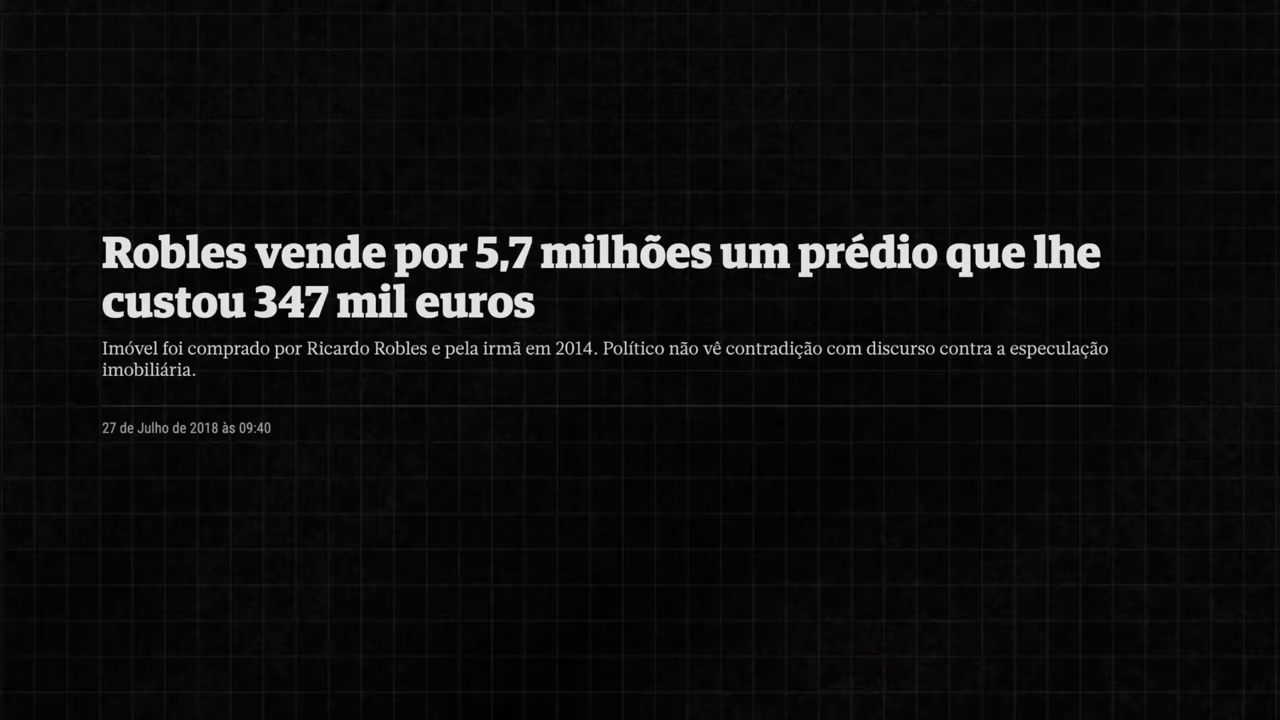 Robles vende por 5,7 milhões um prédio que lhe
custou 347 mil euros
Imóvel foi comprado por Ricardo Robles e pela irmã em 2014. Político não vê contradição com discurso contra a especulação
imobiliária.
27 de Julho de 2018 às 09:40